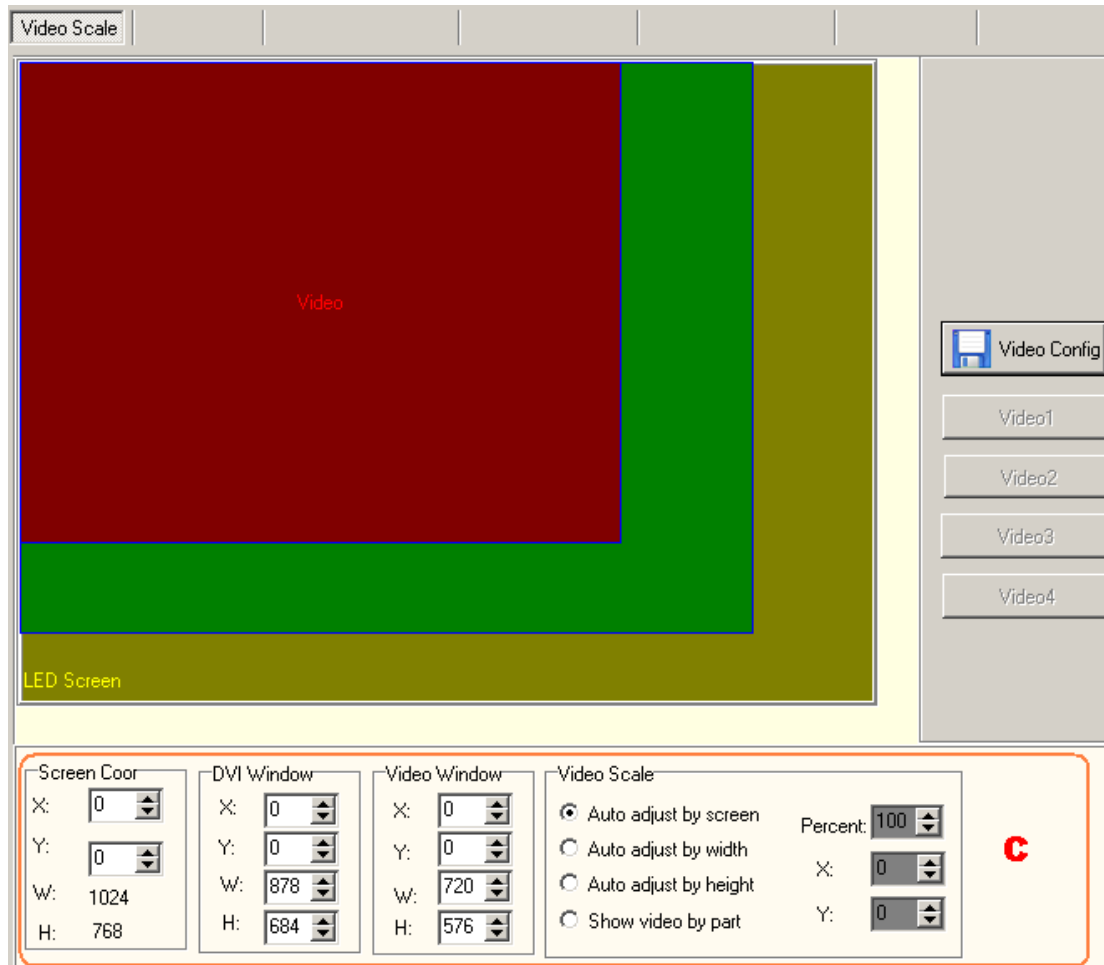 Video Scale
Video
LED Screen
Video Config
Video1
Video2
Video3
Video4
Screen Coor
X: 0
Y: 0
W: 1024
H: 768
DVI Window
X: 0
Y: 0
W: 878
H: 684
Video Window
X: 0
Y: 0
W: 720
H: 576
Video Scale
Auto adjust by screen
Auto adjust by width
Auto adjust by height
Show video by part
Percent: 100
X: 0
Y: 0
C